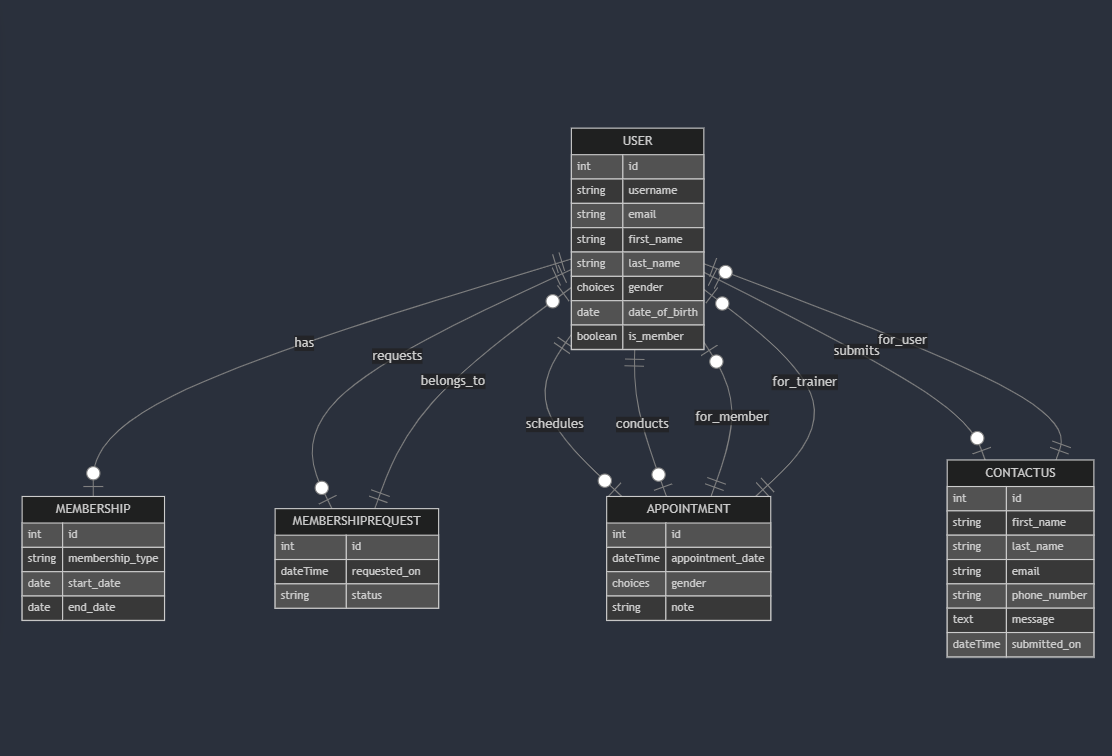 USER
int id
string username
string email
string first_name
string last_name
choices gender
date date_of_birth
boolean is_member
has
requests
belongs_to
schedules
conducts
for_member
for_trainer
submits
for_user
MEMBERSHIP
int id
string membership_type
date start_date
date end_date
MEMBERSHIPREQUEST
int id
dateTime requested_on
string status
APPOINTMENT
int id
dateTime appointment_date
choices gender
string note
CONTACTUS
int id
string first_name
string last_name
string email
string phone_number
text message
dateTime submitted_on